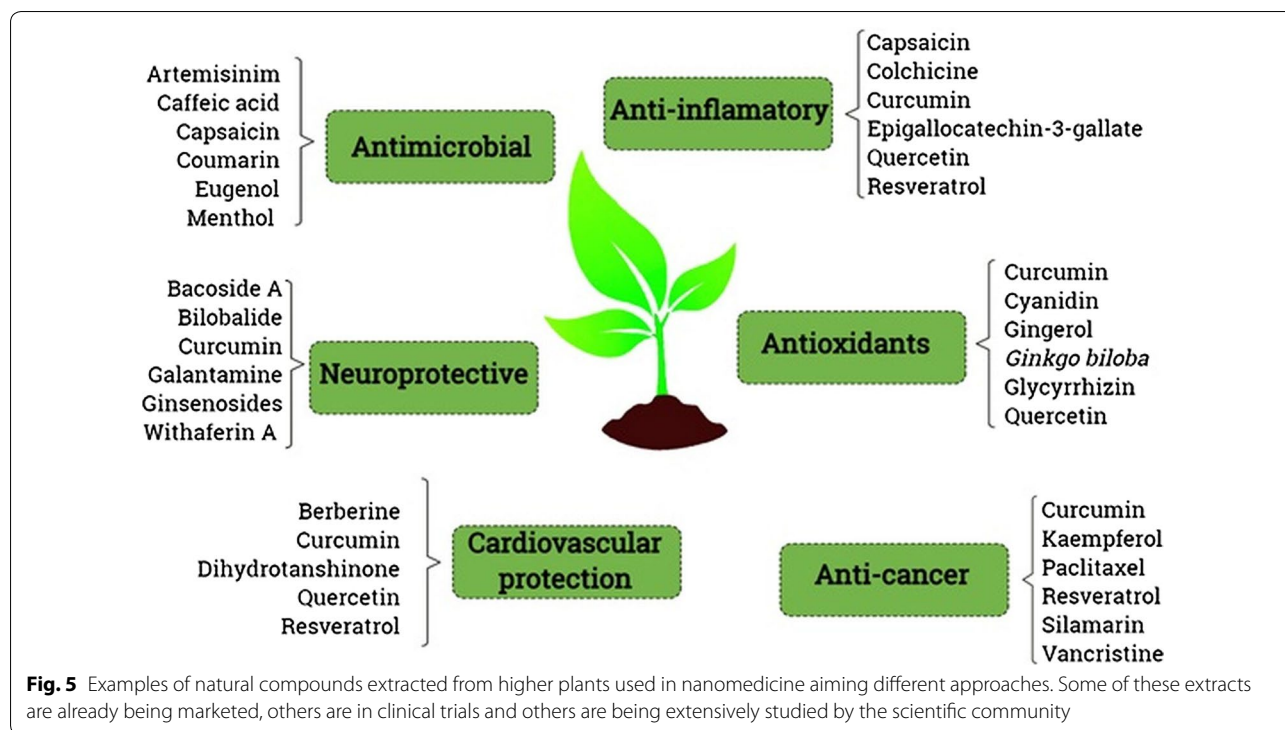 Artemisinim
Caffeic acid
Capsaicin
Coumarin
Eugenol
Menthol
Antimicrobial
Anti-inflamatory
Capsaicin
Colchicine
Curcumin
Epigallocatechin-3-gallate
Quercetin
Resveratrol
Bacoside A
Bilobalide
Curcumin
Galantamine
Ginsenosides
Withaferin A
Neuroprotective
Antioxidants
Curcumin
Cyanidin
Gingerol
Ginkgo biloba
Glycyrrhizin
Quercetin
Berberine
Curcumin
Dihydrotanshinone
Quercetin
Resveratrol
Cardiovascular
protection
Anti-cancer
Curcumin
Kaempferol
Paclitaxel
Resveratrol
Silamarin
Vancristine
Fig. 5 Examples of natural compounds extracted from higher plants used in nanomedicine aiming different approaches. Some of these extracts
are already being marketed, others are in clinical trials and others are being extensively studied by the scientific community